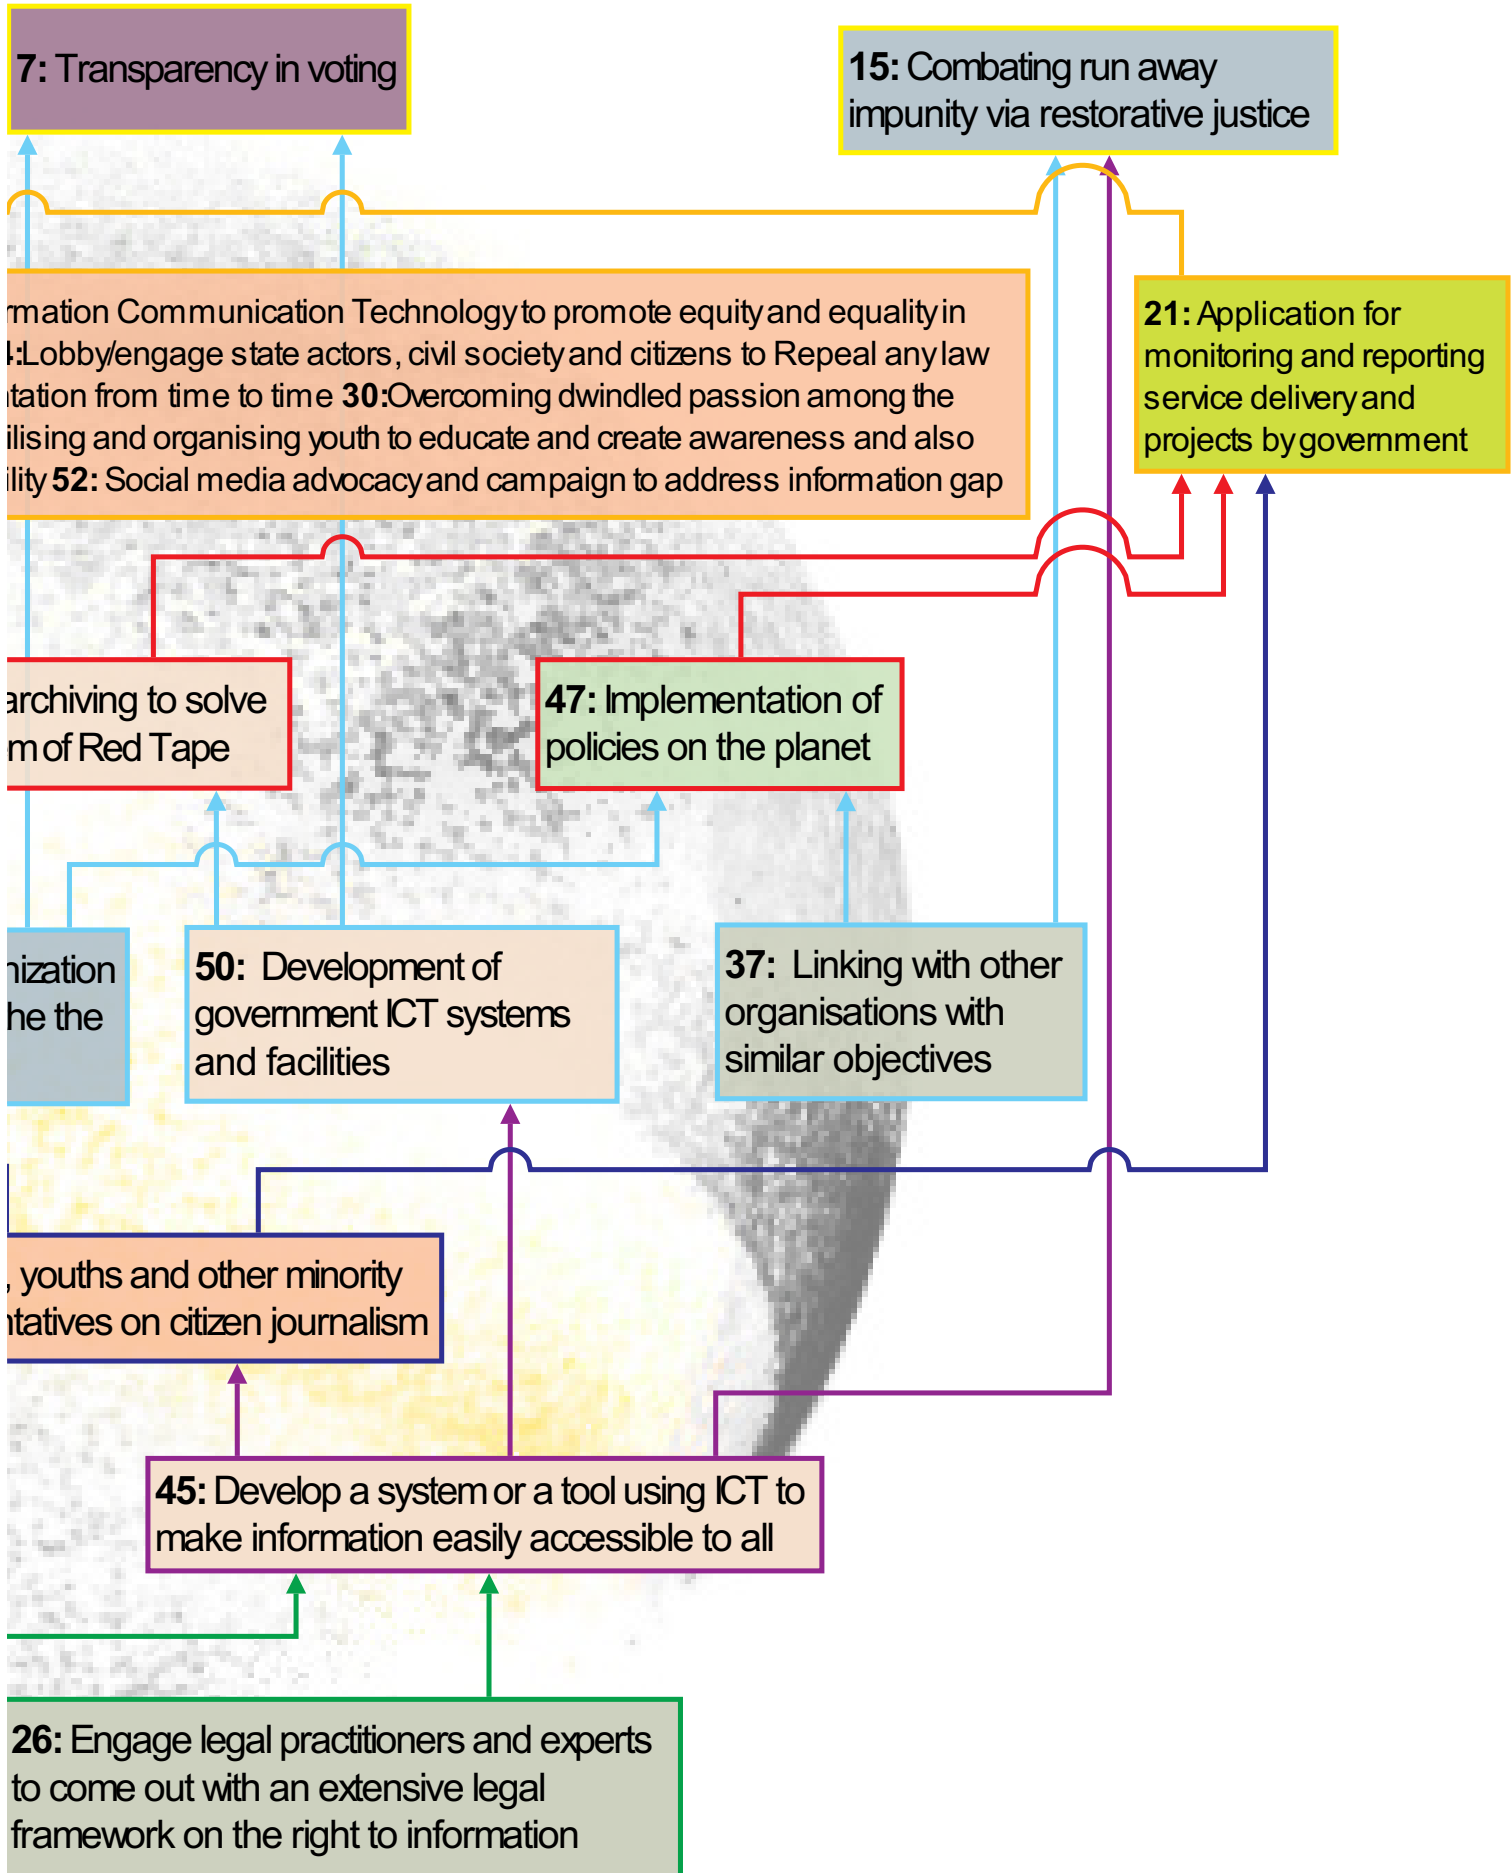 7: Transparency in voting
15: Combating run away
impunity via restorative justice
rmation Communication Technology to promote equity and equality in
4:Lobby/engage state actors, civil society and citizens to Repeal any law
tation from time to time 30:Overcoming dwindled passion among the
ilising and organising youth to educate and create awareness and also
ility 52: Social media advocacy and campaign to address information gap
21: Application for
monitoring and reporting
service delivery and
projects by government
archiving to solve
em of Red Tape
47: Implementation of
policies on the planet
nization
he the
50: Development of
government ICT systems
and facilities
37: Linking with other
organisations with
similar objectives
, youths and other minority
ntatives on citizen journalism
45: Develop a system or a tool using ICT to
make information easily accessible to all
26: Engage legal practitioners and experts
to come out with an extensive legal
framework on the right to information